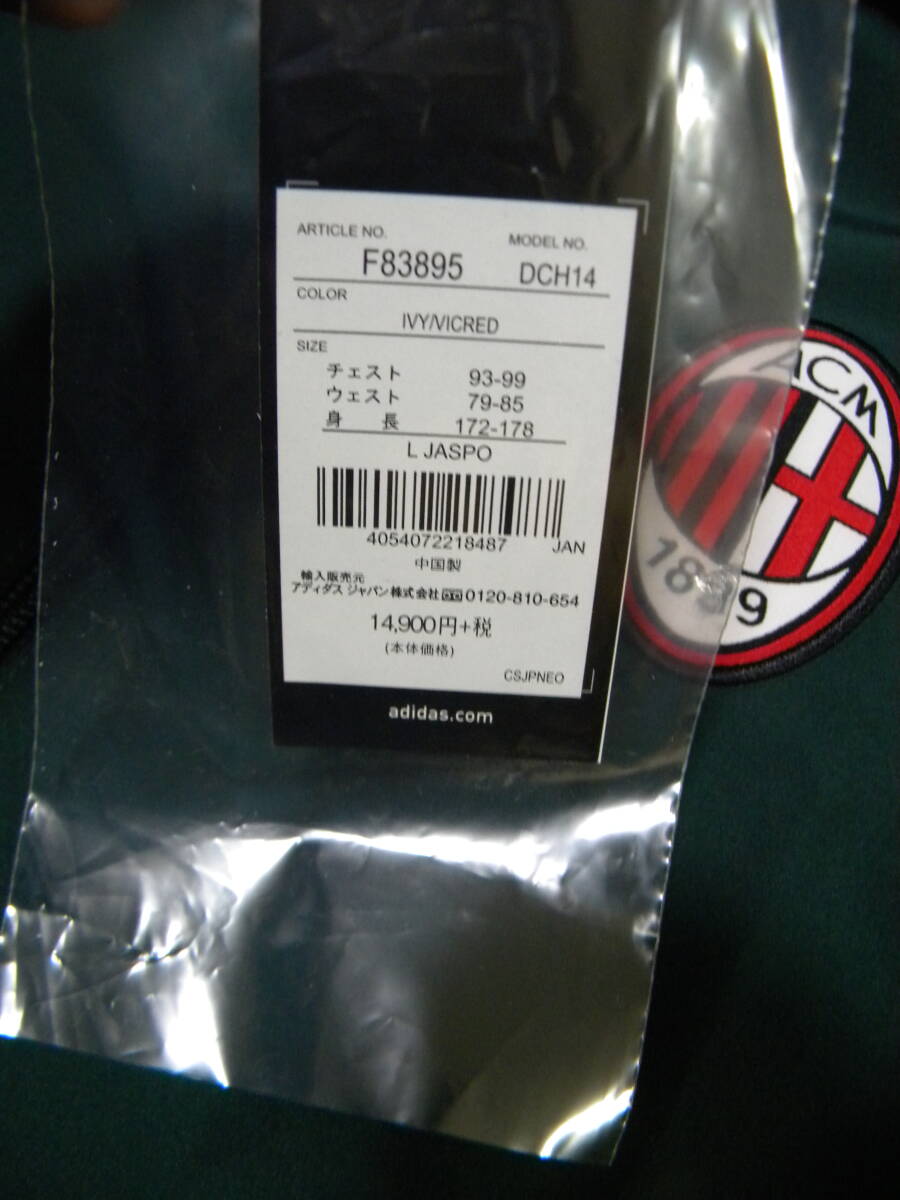 ARTICLE NO. MODEL NO.
F83895 DCH14
COLOR
IVY/VICRED
SIZE
チェスト 93-99
ウェスト 79-85
身 長 172-178
L JASPO
4054072218487 JAN
中国製
輸入販売元
アディダス ジャパン株式会社 0120-810-654
14,900円+税
(本体価格)
CSJPNEO
adidas.com
ACM
1899